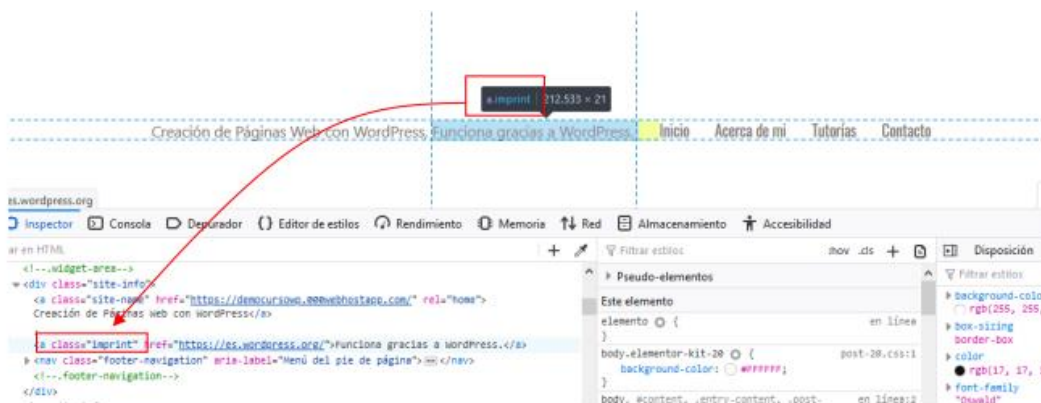 a.imprint | 212.533 × 21
Creación de Páginas Web con WordPress, Funciona gracias a WordPress. Inicio Acerca de mi Tutorías Contacto
es.wordpress.org
Inspector Consola Depurador {} Editor de estilos Rendimiento Memoria Red Almacenamiento Accesibilidad
ar en HTML + Filtrar estilos :hov .cls + Disposición
<!--.widget-area--> Pseudo-elementos Filtrar estilos
<div class="site-info"> Este elemento background-colo
<a class="site-name" href="https://democursowp.000webhostapp.com/" rel="home"> elemento { en línea rgb(255, 255,
Creación de Páginas web con WordPress</a> } box-sizing
border-box
<a class="imprint" href="https://es.wordpress.org/">Funciona gracias a WordPress.</a> body.elementor-kit-20 { post-20.css:1 color
<nav class="footer-navigation" aria-label="Menú del pie de página"> </nav> background-color: #FFFFFF; rgb(17, 17,
<!--.footer-navigation--> } font-family
</div> body, #content, .entry-content, .post- en línea:2 "Oswald"